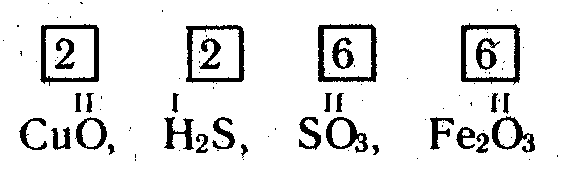 2 2 6 6
II I II II
CuO, H₂S, SO₃, Fe₂O₃